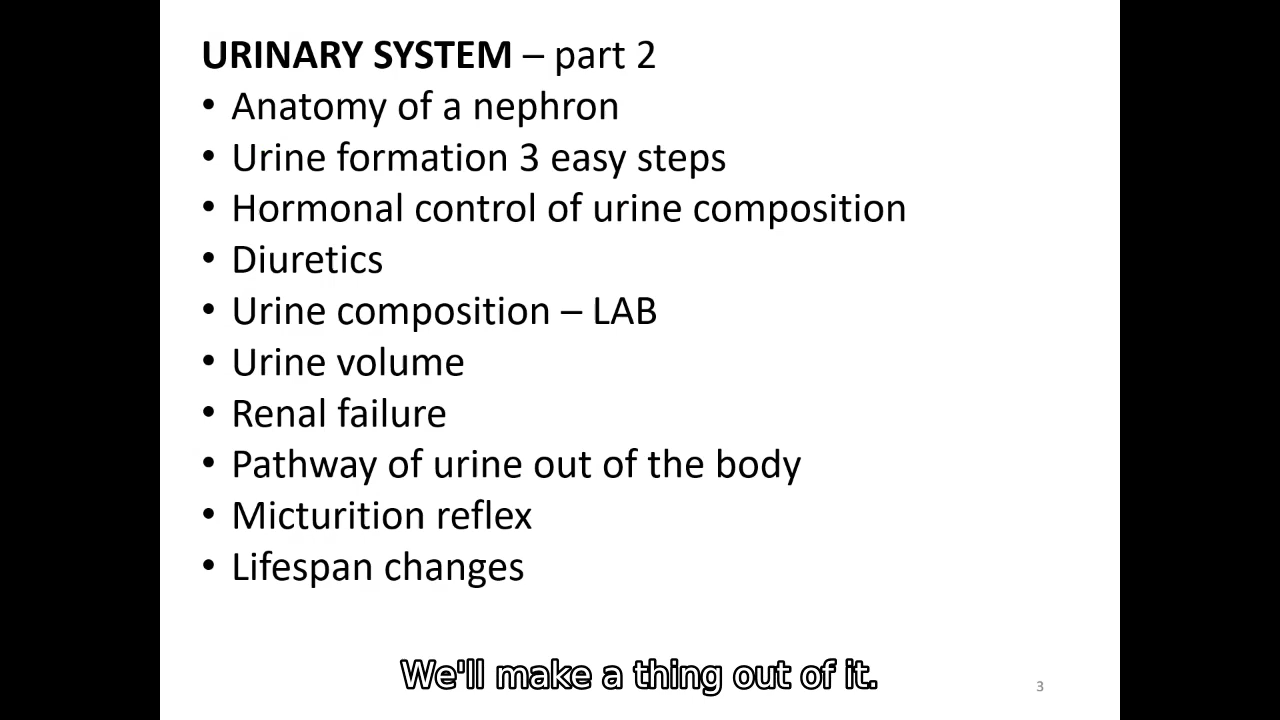 URINARY SYSTEM – part 2
• Anatomy of a nephron
• Urine formation 3 easy steps
• Hormonal control of urine composition
• Diuretics
• Urine composition – LAB
• Urine volume
• Renal failure
• Pathway of urine out of the body
• Micturition reflex
• Lifespan changes
We'll make a thing out of it.
3